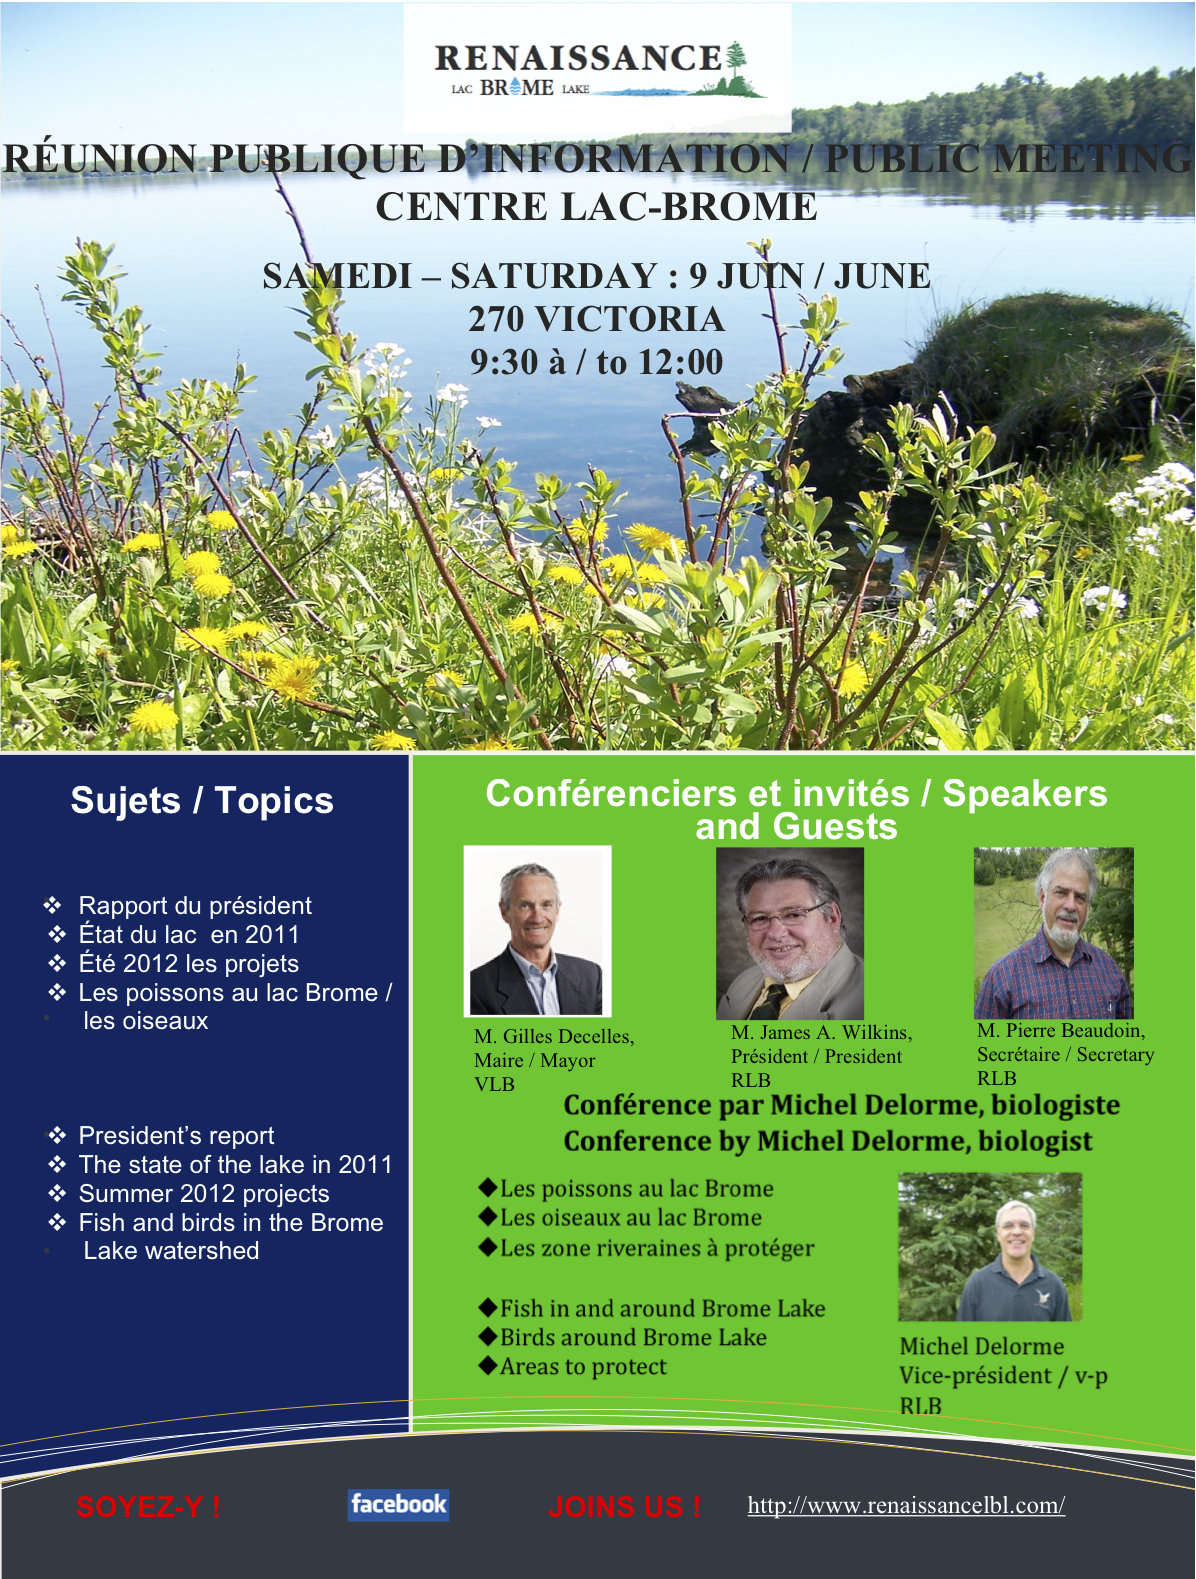 RENAISSANCE
LAC BROME LAKE
RÉUNION PUBLIQUE D’INFORMATION / PUBLIC MEETING
CENTRE LAC-BROME
SAMEDI – SATURDAY : 9 JUIN / JUNE
270 VICTORIA
9:30 à / to 12:00
Sujets / Topics
❖ Rapport du président
❖ État du lac en 2011
❖ Été 2012 les projets
❖ Les poissons au lac Brome /
• les oiseaux
❖ President’s report
❖ The state of the lake in 2011
❖ Summer 2012 projects
❖ Fish and birds in the Brome
• Lake watershed
Conférenciers et invités / Speakers
and Guests
M. Gilles Decelles,
Maire / Mayor
VLB
M. James A. Wilkins,
Président / President
RLB
M. Pierre Beaudoin,
Secrétaire / Secretary
RLB
Conférence par Michel Delorme, biologiste
Conference by Michel Delorme, biologist
◆Les poissons au lac Brome
◆Les oiseaux au lac Brome
◆Les zone riveraines à protéger
◆Fish in and around Brome Lake
◆Birds around Brome Lake
◆Areas to protect
Michel Delorme
Vice-président / v-p
RLB
SOYEZ-Y !
facebook
JOINS US !
http://www.renaissancelbl.com/